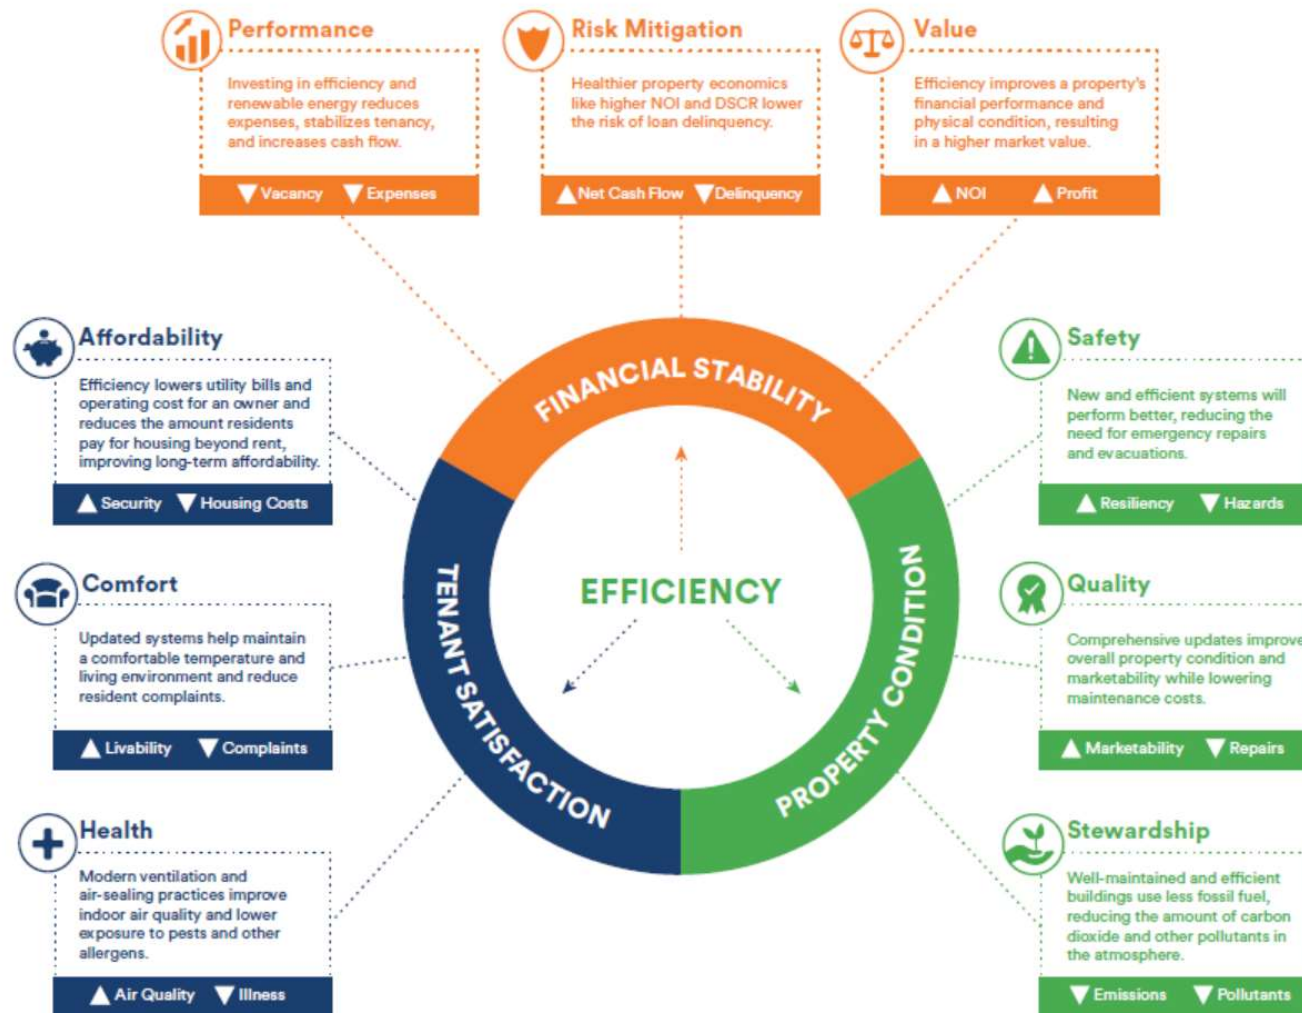 Performance
Investing in efficiency and
renewable energy reduces
expenses, stabilizes tenancy,
and increases cash flow.
▼ Vacancy ▼ Expenses
Risk Mitigation
Healthier property economics
like higher NOI and DSCR lower
the risk of loan delinquency.
▲ Net Cash Flow ▼ Delinquency
Value
Efficiency improves a property's
financial performance and
physical condition, resulting
in a higher market value.
▲ NOI ▲ Profit
Affordability
Efficiency lowers utility bills and
operating cost for an owner and
reduces the amount residents
pay for housing beyond rent,
improving long-term affordability.
▲ Security ▼ Housing Costs
Comfort
Updated systems help maintain
a comfortable temperature and
living environment and reduce
resident complaints.
▲ Livability ▼ Complaints
Health
Modern ventilation and
air-sealing practices improve
indoor air quality and lower
exposure to pests and other
allergens.
▲ Air Quality ▼ Illness
FINANCIAL STABILITY
TENANT SATISFACTION
PROPERTY CONDITION
EFFICIENCY
Safety
New and efficient systems will
perform better, reducing the
need for emergency repairs
and evacuations.
▲ Resiliency ▼ Hazards
Quality
Comprehensive updates improve
overall property condition and
marketability while lowering
maintenance costs.
▲ Marketability ▼ Repairs
Stewardship
Well-maintained and efficient
buildings use less fossil fuel,
reducing the amount of carbon
dioxide and other pollutants in
the atmosphere.
▼ Emissions ▼ Pollutants